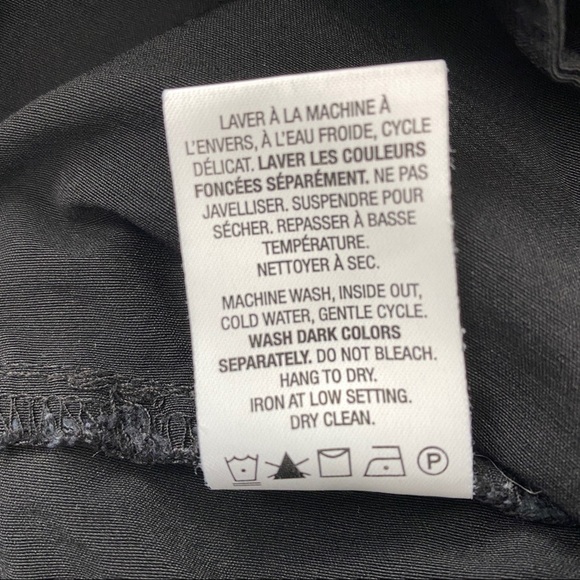 LAVER À LA MACHINE À
L'ENVERS, À L'EAU FROIDE, CYCLE
DÉLICAT. LAVER LES COULEURS
FONCÉES SÉPARÉMENT. NE PAS
JAVELLISER. SUSPENDRE POUR
SÉCHER. REPASSER À BASSE
TEMPÉRATURE.
NETTOYER À SEC.
MACHINE WASH, INSIDE OUT,
COLD WATER, GENTLE CYCLE.
WASH DARK COLORS
SEPARATELY. DO NOT BLEACH.
HANG TO DRY.
IRON AT LOW SETTING.
DRY CLEAN.
P